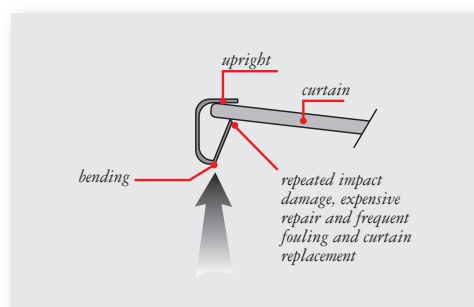 upright
curtain
bending
repeated impact
damage, expensive
repair and frequent
fouling and curtain
replacement